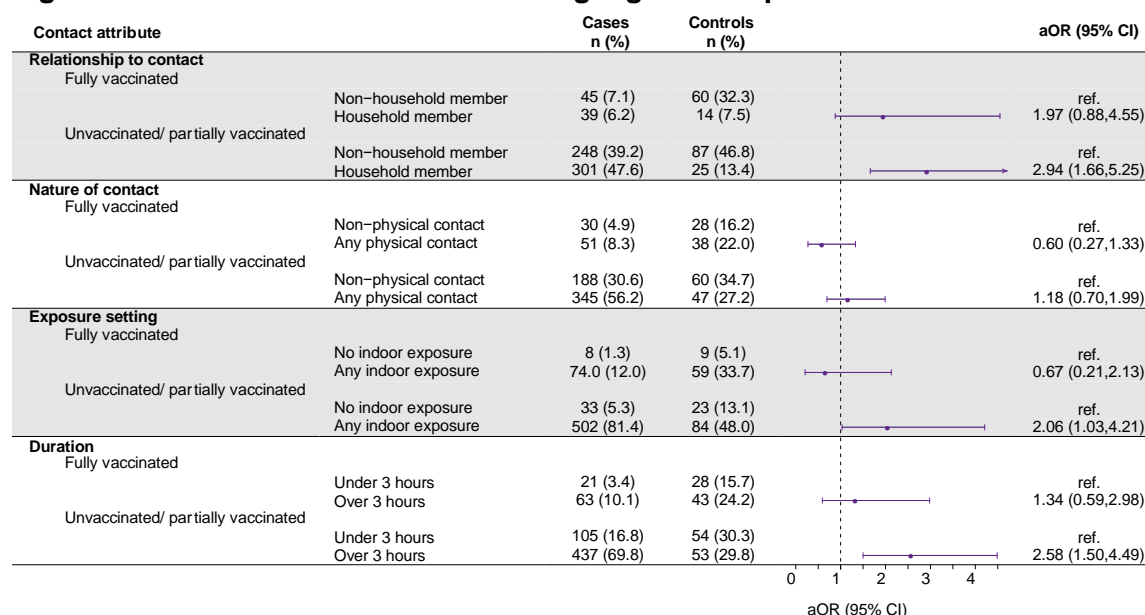 Contact attribute Cases n (%) Controls n (%) aOR (95% CI)
Relationship to contact
Fully vaccinated
Non−household member 45 (7.1) 60 (32.3) ref.
Household member 39 (6.2) 14 (7.5) 1.97 (0.88,4.55)
Unvaccinated/ partially vaccinated
Non−household member 248 (39.2) 87 (46.8) ref.
Household member 301 (47.6) 25 (13.4) 2.94 (1.66,5.25)
Nature of contact
Fully vaccinated
Non−physical contact 30 (4.9) 28 (16.2) ref.
Any physical contact 51 (8.3) 38 (22.0) 0.60 (0.27,1.33)
Unvaccinated/ partially vaccinated
Non−physical contact 188 (30.6) 60 (34.7) ref.
Any physical contact 345 (56.2) 47 (27.2) 1.18 (0.70,1.99)
Exposure setting
Fully vaccinated
No indoor exposure 8 (1.3) 9 (5.1) ref.
Any indoor exposure 74.0 (12.0) 59 (33.7) 0.67 (0.21,2.13)
Unvaccinated/ partially vaccinated
No indoor exposure 33 (5.3) 23 (13.1) ref.
Any indoor exposure 502 (81.4) 84 (48.0) 2.06 (1.03,4.21)
Duration
Fully vaccinated
Under 3 hours 21 (3.4) 28 (15.7) ref.
Over 3 hours 63 (10.1) 43 (24.2) 1.34 (0.59,2.98)
Unvaccinated/ partially vaccinated
Under 3 hours 105 (16.8) 54 (30.3) ref.
Over 3 hours 437 (69.8) 53 (29.8) 2.58 (1.50,4.49)
0 1 2 3 4
aOR (95% CI)